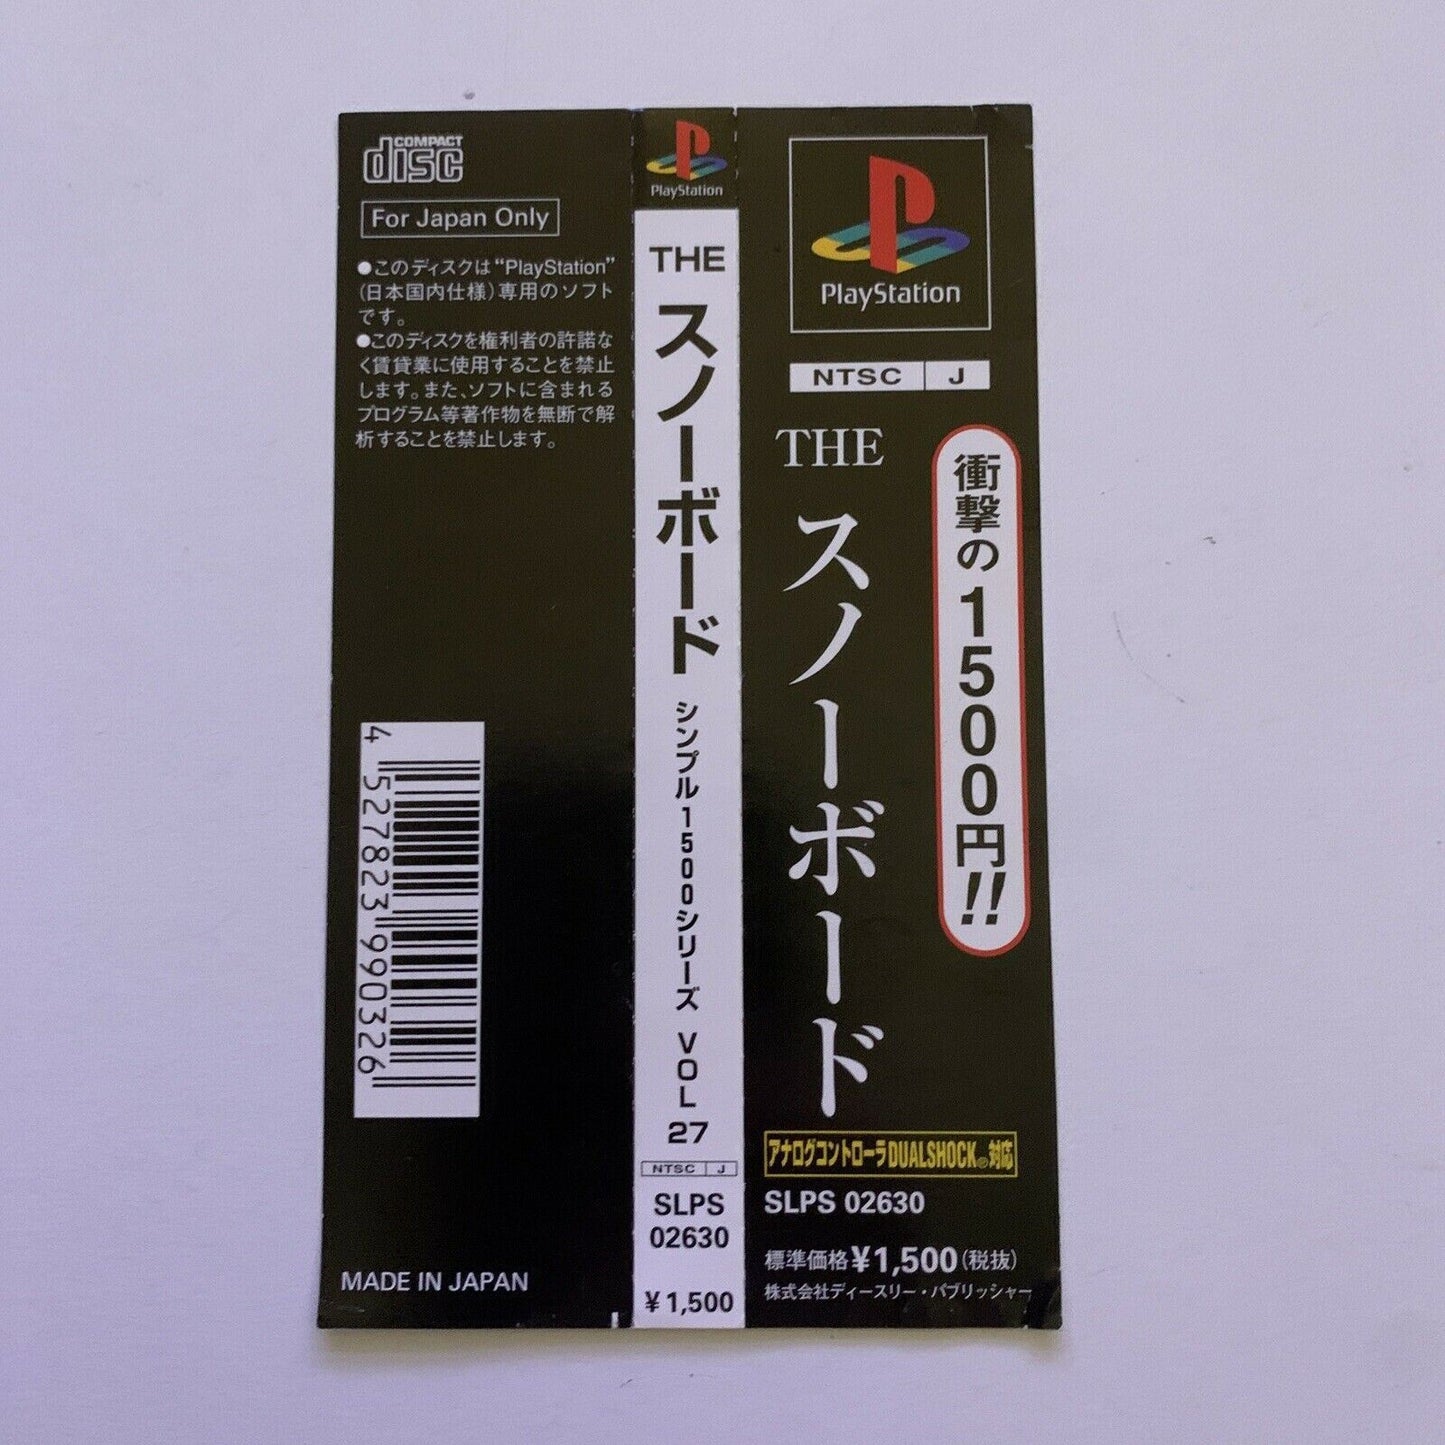 COMPACT
disc
For Japan Only
●このディスクは“PlayStation”
(日本国内仕様)専用のソフト
です。
●このディスクを権利者の許諾な
く賃貸業に使用することを禁止
します。また、ソフトに含まれる
プログラム等著作物を無断で解
析することを禁止します。
4 527823 990326
MADE IN JAPAN
PlayStation
THE
スノーボード
シンプル1500シリーズ VOL
27
NTSC J
SLPS
02630
¥1,500
PlayStation
NTSC J
THE
スノーボード
衝撃の1500円!!
アナログコントローラDUALSHOCK®対応
SLPS 02630
標準価格¥1,500(税抜)
株式会社ディースリー・パブリッシャー